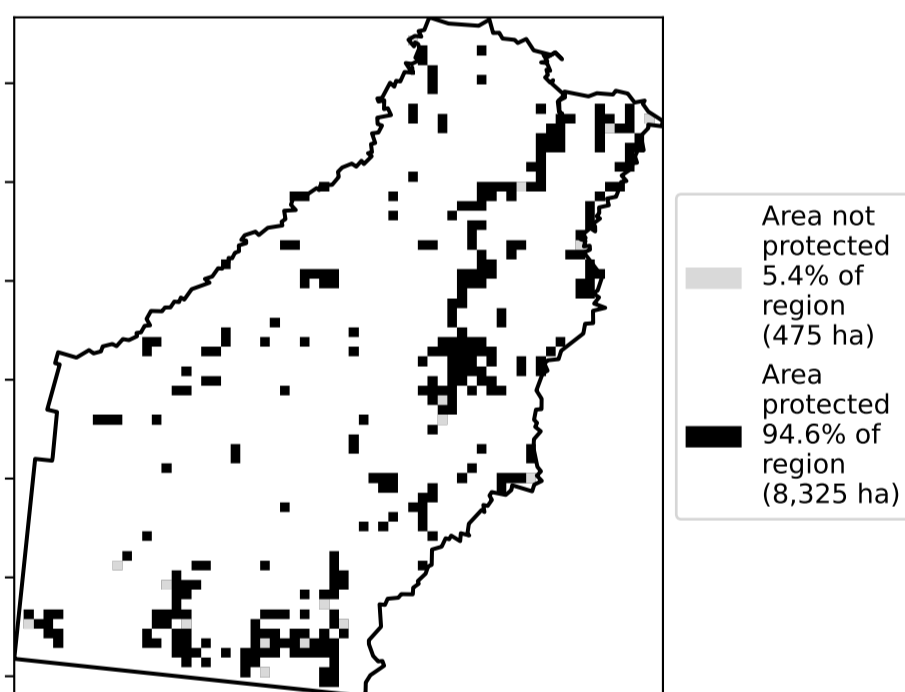 Area not
protected
5.4% of
region
(475 ha)
Area
protected
94.6% of
region
(8,325 ha)